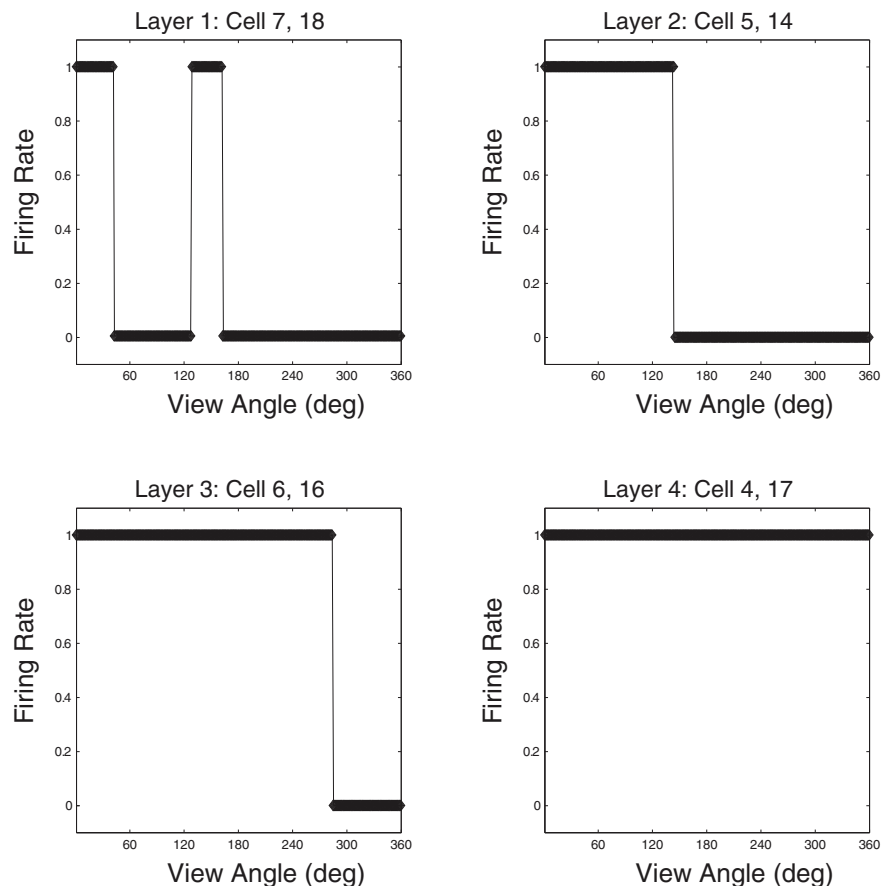 Layer 1: Cell 7, 18
Firing Rate
1
0.8
0.6
0.4
0.2
0
60 120 180 240 300 360
View Angle (deg)
Layer 2: Cell 5, 14
Firing Rate
1
0.8
0.6
0.4
0.2
0
60 120 180 240 300 360
View Angle (deg)
Layer 3: Cell 6, 16
Firing Rate
1
0.8
0.6
0.4
0.2
0
60 120 180 240 300 360
View Angle (deg)
Layer 4: Cell 4, 17
Firing Rate
1
0.8
0.6
0.4
0.2
0
60 120 180 240 300 360
View Angle (deg)